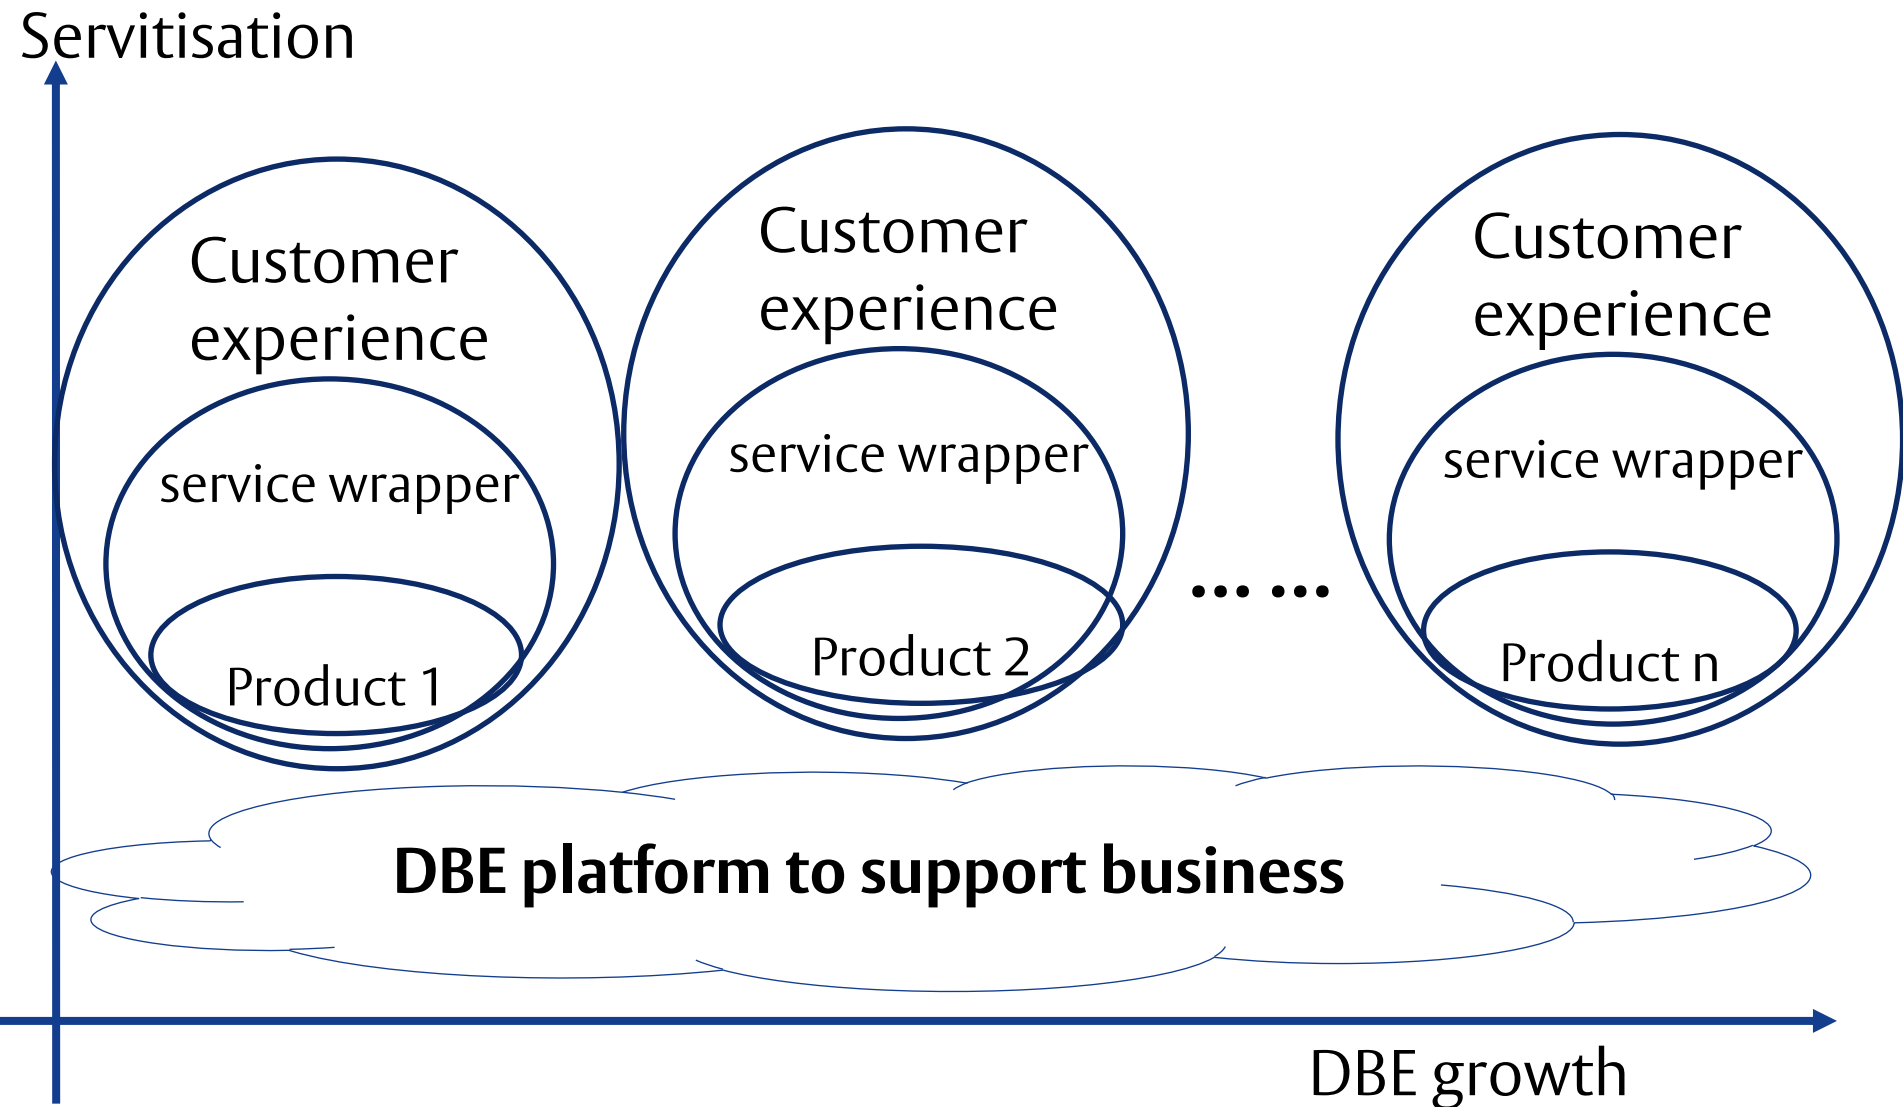 Servitisation
Customer
experience
service wrapper
Product 1
Customer
experience
service wrapper
Product 2
... ...
Customer
experience
service wrapper
Product n
DBE platform to support business
DBE growth